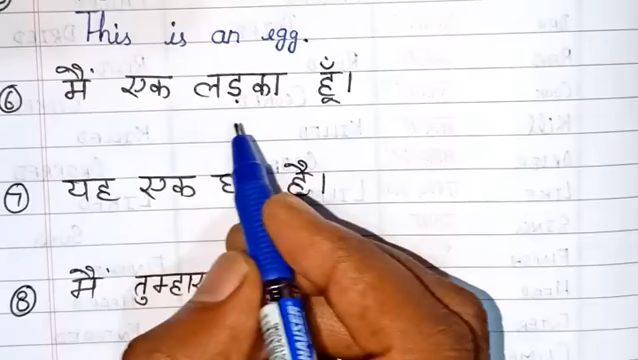 This is an egg.
⑥ मैं एक लड़का हूँ।
⑦ यह एक है।
⑧ मैं